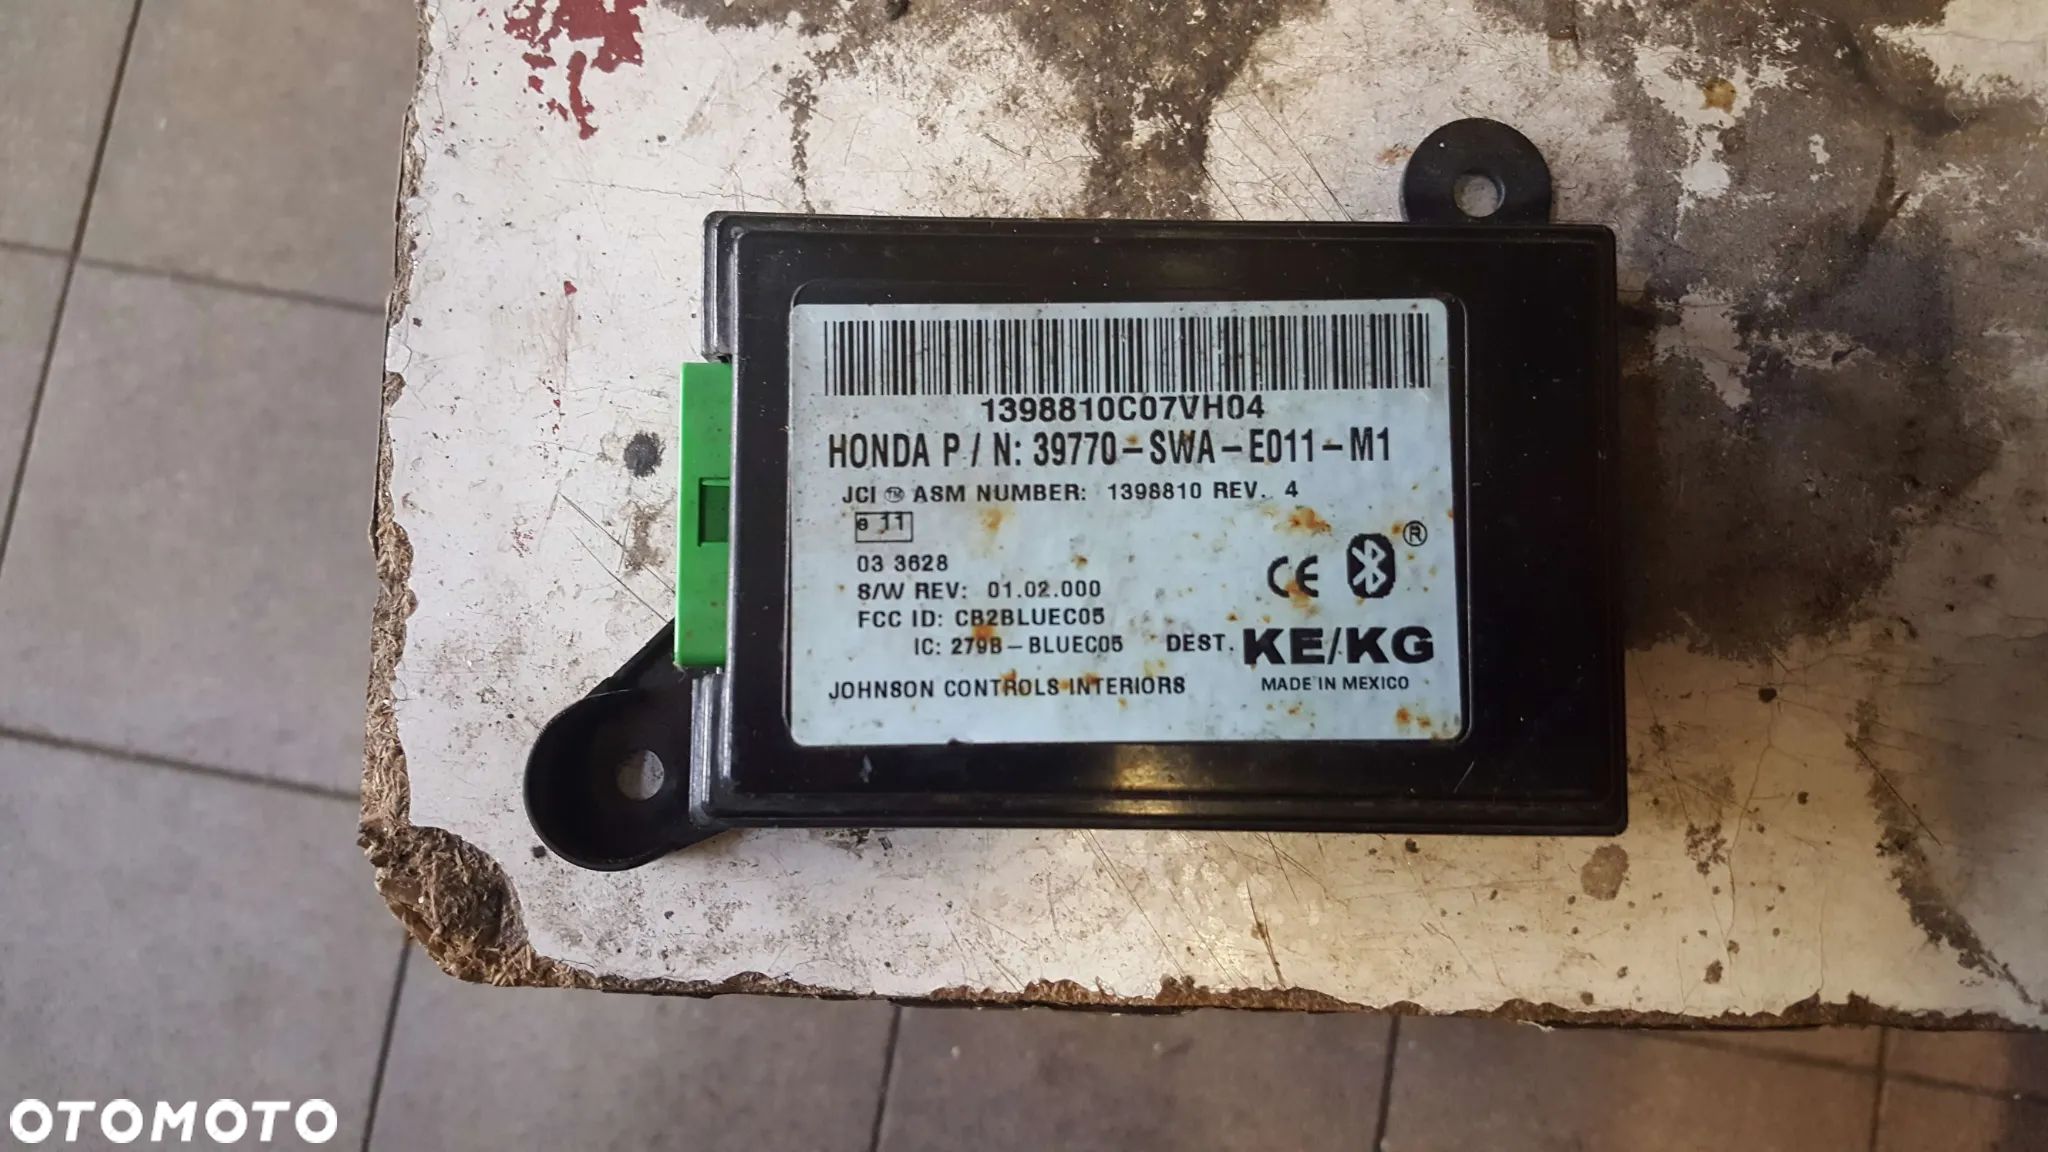 1398810C07VH04
HONDA P / N: 39770-SWA-E011-M1
JCI ™ ASM NUMBER: 1398810 REV. 4
e 11
03 3628
S/W REV: 01.02.000
CE ®
FCC ID: CB2BLUEC05
IC: 279B-BLUEC05 DEST. KE/KG
JOHNSON CONTROLS INTERIORS MADE IN MEXICO
OTOMOTO